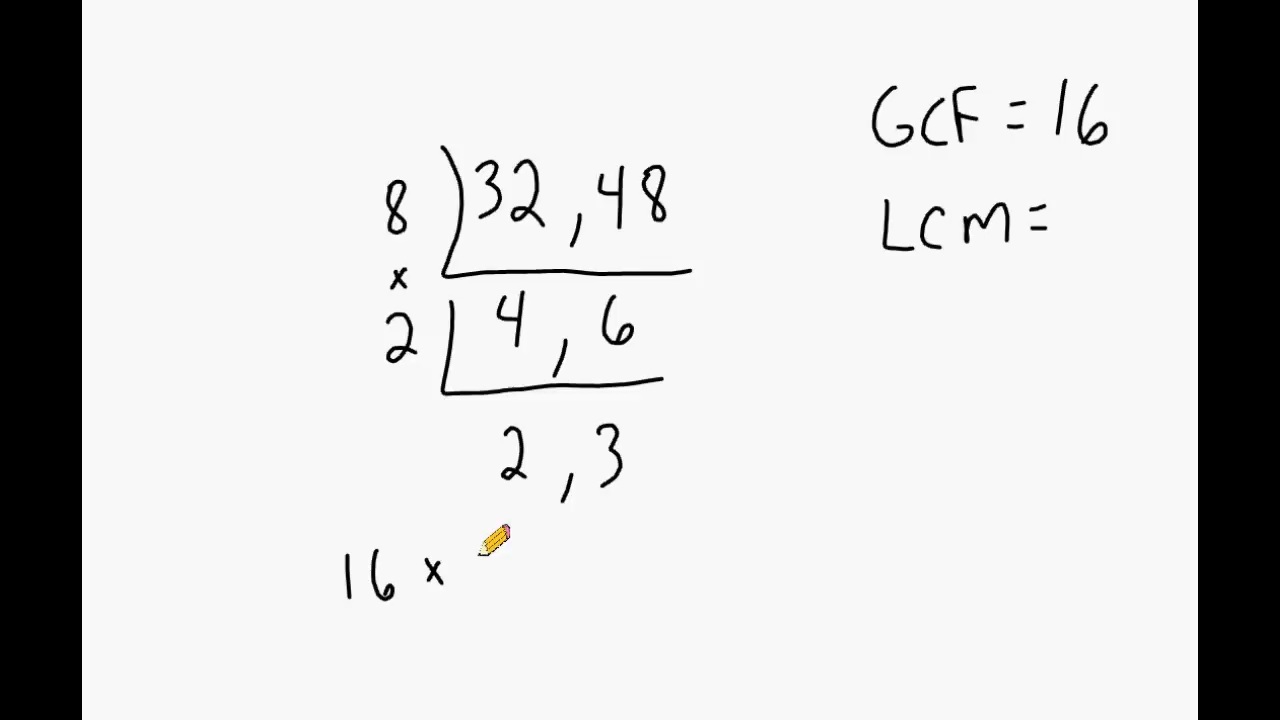 GCF = 16
8 ) 32 , 48
LCM =
x
2 4 , 6
2 , 3
16 x